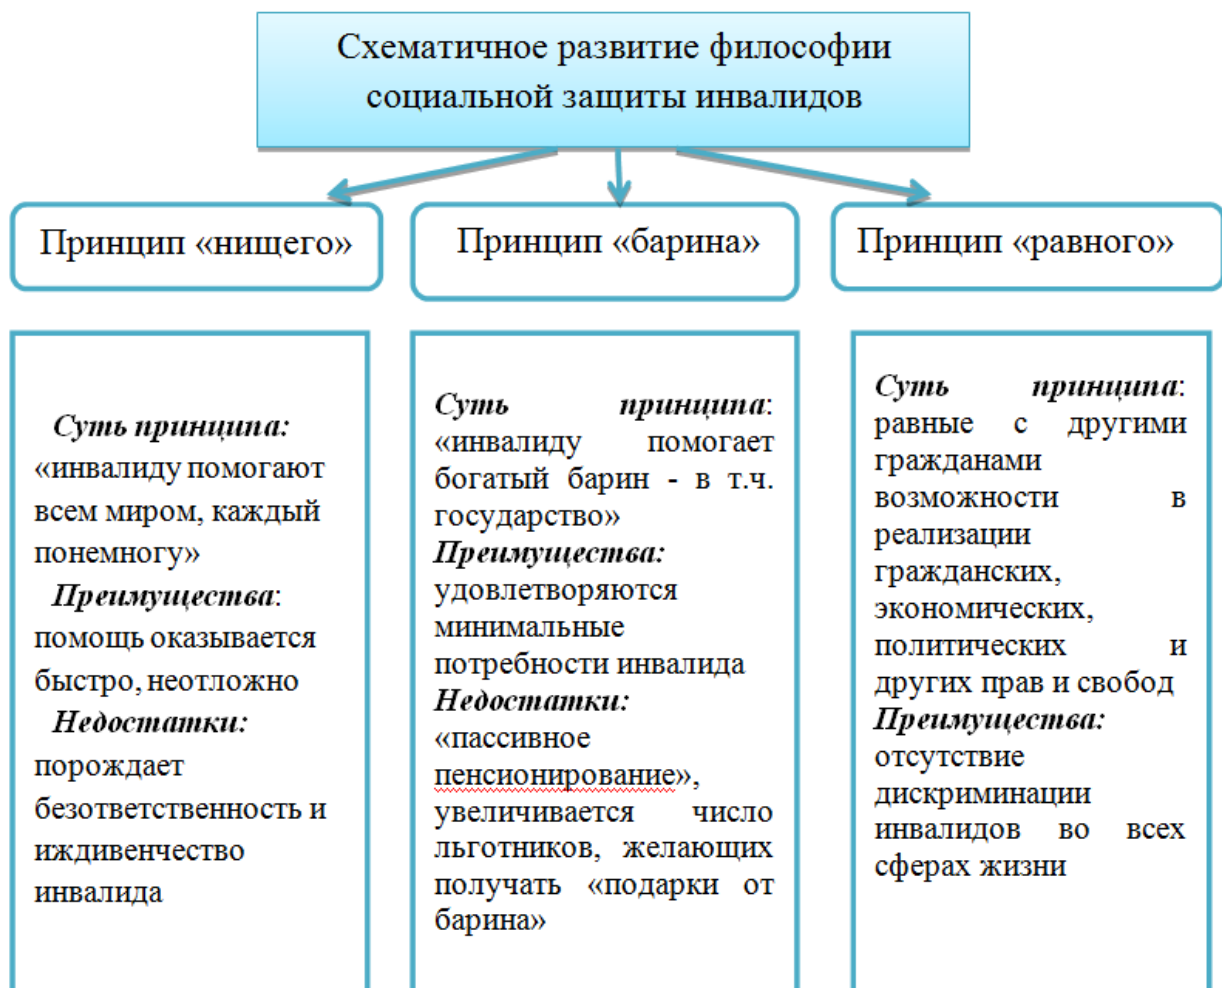 Схематичное развитие философии
социальной защиты инвалидов
Принцип «нищего»
Принцип «барина»
Принцип «равного»
Суть принципа:
«инвалиду помогают
всем миром, каждый
понемногу»
Преимущества:
помощь оказывается
быстро, неотложно
Недостатки:
порождает
безответственность и
иждивенчество
инвалида
Суть принципа:
«инвалиду помогает
богатый барин - в т.ч.
государство»
Преимущества:
удовлетворяются
минимальные
потребности инвалида
Недостатки:
«пассивное
пенсионирование»,
увеличивается число
льготников, желающих
получать «подарки от
барина»
Суть принципа:
равные с другими
гражданами
возможности в
реализации
гражданских,
экономических,
политических и
других прав и свобод
Преимущества:
отсутствие
дискриминации
инвалидов во всех
сферах жизни